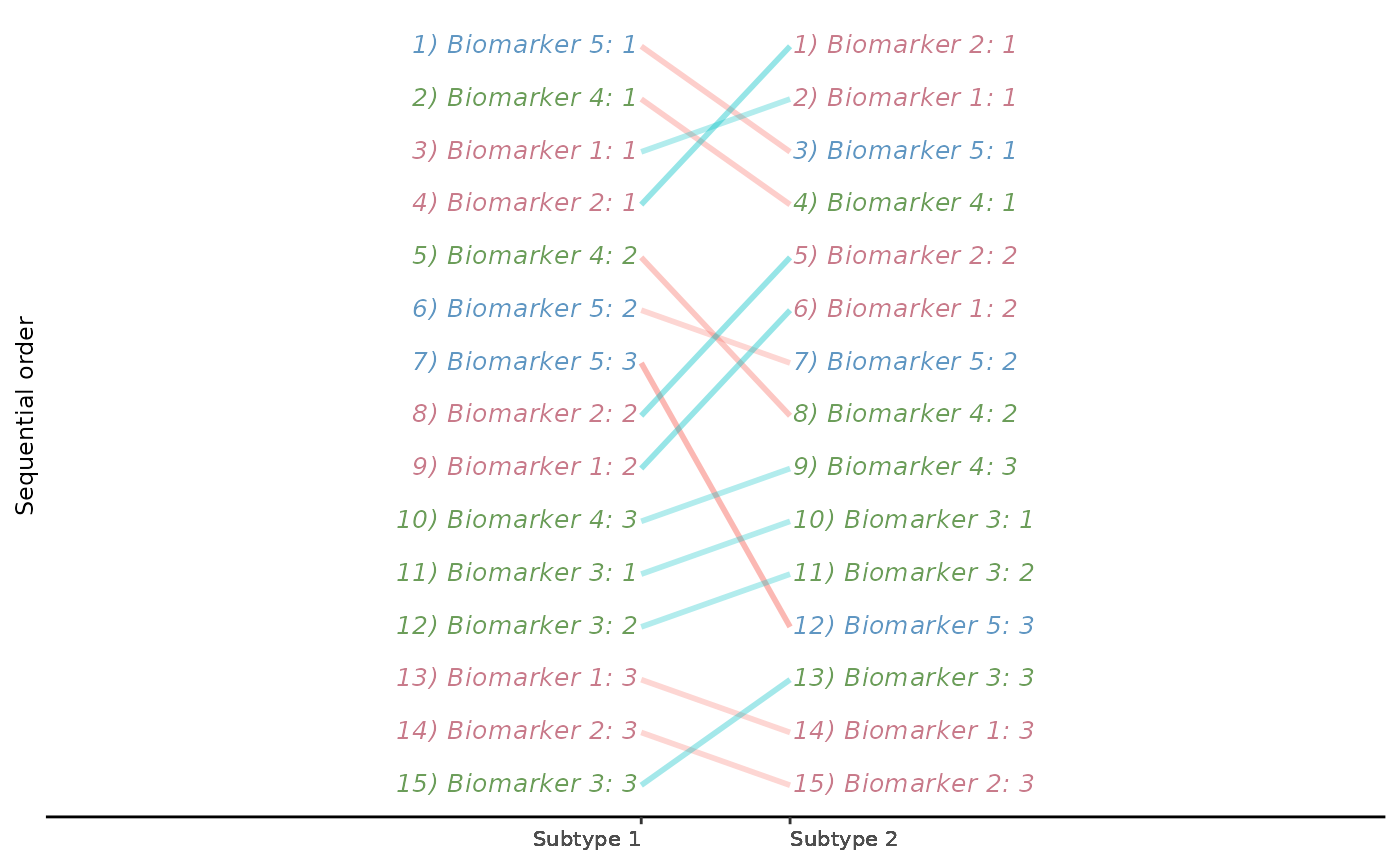 Sequential order
1) Biomarker 5: 1
2) Biomarker 4: 1
3) Biomarker 1: 1
4) Biomarker 2: 1
5) Biomarker 4: 2
6) Biomarker 5: 2
7) Biomarker 5: 3
8) Biomarker 2: 2
9) Biomarker 1: 2
10) Biomarker 4: 3
11) Biomarker 3: 1
12) Biomarker 3: 2
13) Biomarker 1: 3
14) Biomarker 2: 3
15) Biomarker 3: 3
1) Biomarker 2: 1
2) Biomarker 1: 1
3) Biomarker 5: 1
4) Biomarker 4: 1
5) Biomarker 2: 2
6) Biomarker 1: 2
7) Biomarker 5: 2
8) Biomarker 4: 2
9) Biomarker 4: 3
10) Biomarker 3: 1
11) Biomarker 3: 2
12) Biomarker 5: 3
13) Biomarker 3: 3
14) Biomarker 1: 3
15) Biomarker 2: 3
Subtype 1
Subtype 2